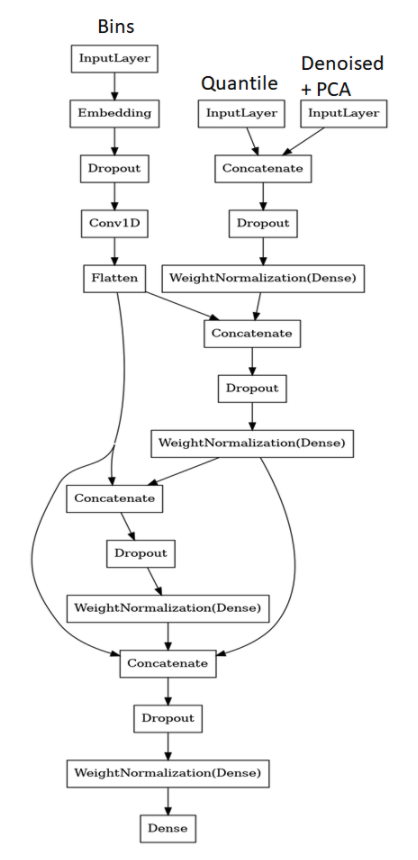 Bins
InputLayer
Embedding
Dropout
Conv1D
Flatten
Quantile
InputLayer
Denoised
+ PCA
InputLayer
Concatenate
Dropout
WeightNormalization(Dense)
Concatenate
Dropout
WeightNormalization(Dense)
Concatenate
Dropout
WeightNormalization(Dense)
Concatenate
Dropout
WeightNormalization(Dense)
Dense